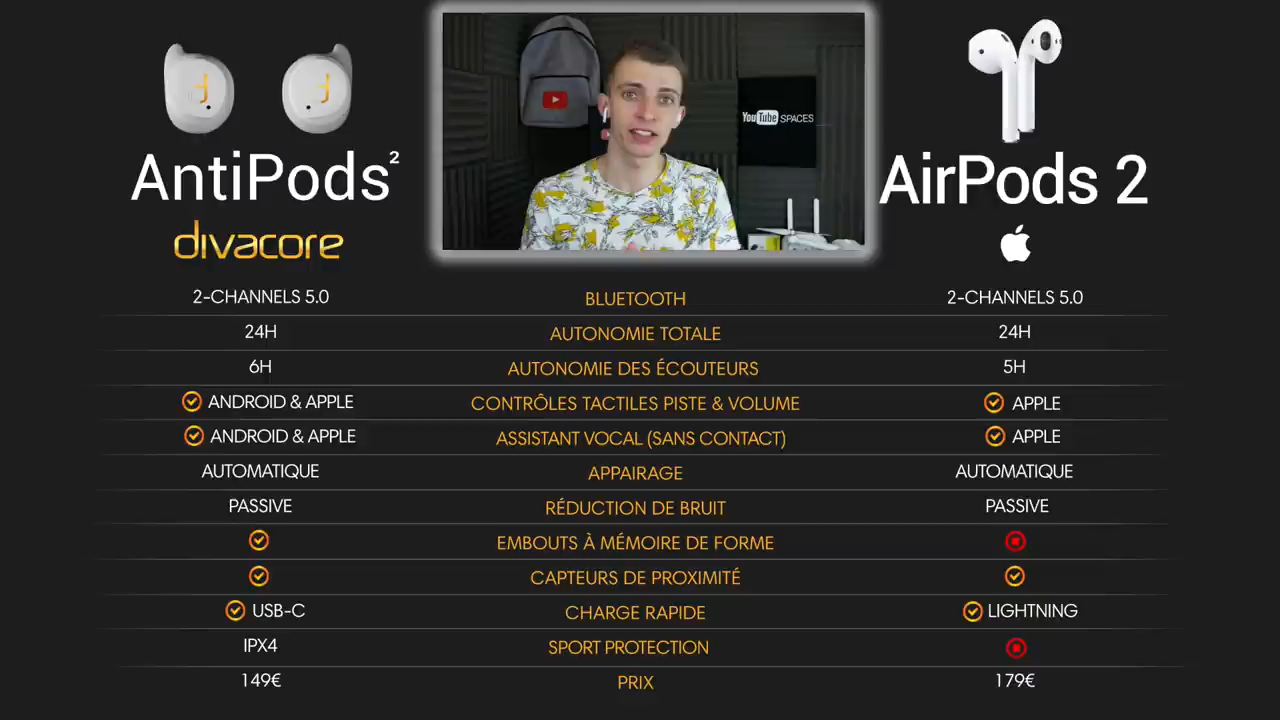 YouTube SPACES
AntiPods²
AirPods 2
divacore
2-CHANNELS 5.0 BLUETOOTH 2-CHANNELS 5.0
24H AUTONOMIE TOTALE 24H
6H AUTONOMIE DES ÉCOUTEURS 5H
ANDROID & APPLE CONTRÔLES TACTILES PISTE & VOLUME APPLE
ANDROID & APPLE ASSISTANT VOCAL (SANS CONTACT) APPLE
AUTOMATIQUE APPAIRAGE AUTOMATIQUE
PASSIVE RÉDUCTION DE BRUIT PASSIVE
EMBOUTS À MÉMOIRE DE FORME
CAPTEURS DE PROXIMITÉ
USB-C CHARGE RAPIDE LIGHTNING
IPX4 SPORT PROTECTION
149€ PRIX 179€